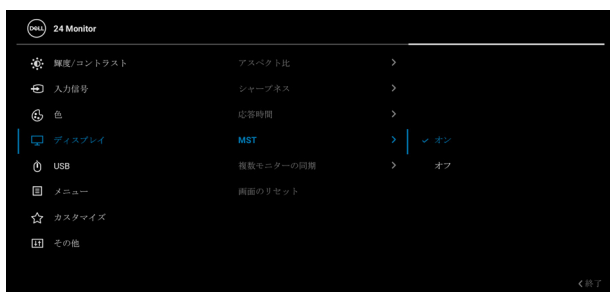 DELL 24 Monitor
輝度/コントラスト アスペクト比
入力信号 シャープネス
色 応答時間
ディスプレイ MST オン
USB 複数モニターの同期 オフ
メニュー 画面のリセット
カスタマイズ
その他
終了